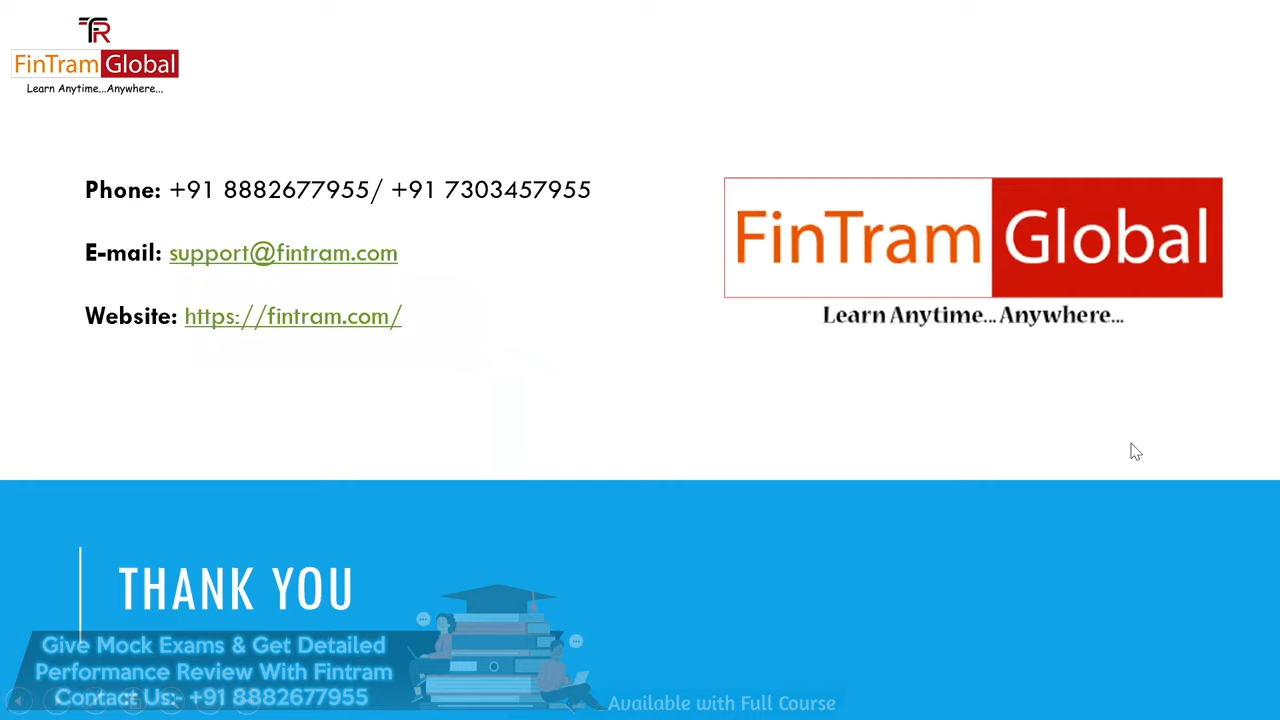 TR
FinTram Global
Learn Anytime...Anywhere...
Phone: +91 8882677955/ +91 7303457955
E-mail: support@fintram.com
Website: https://fintram.com/
FinTram Global
Learn Anytime... Anywhere...
THANK YOU
Give Mock Exams & Get Detailed
Performance Review With Fintram
Contact Us:- +91 8882677955
Available with Full Course